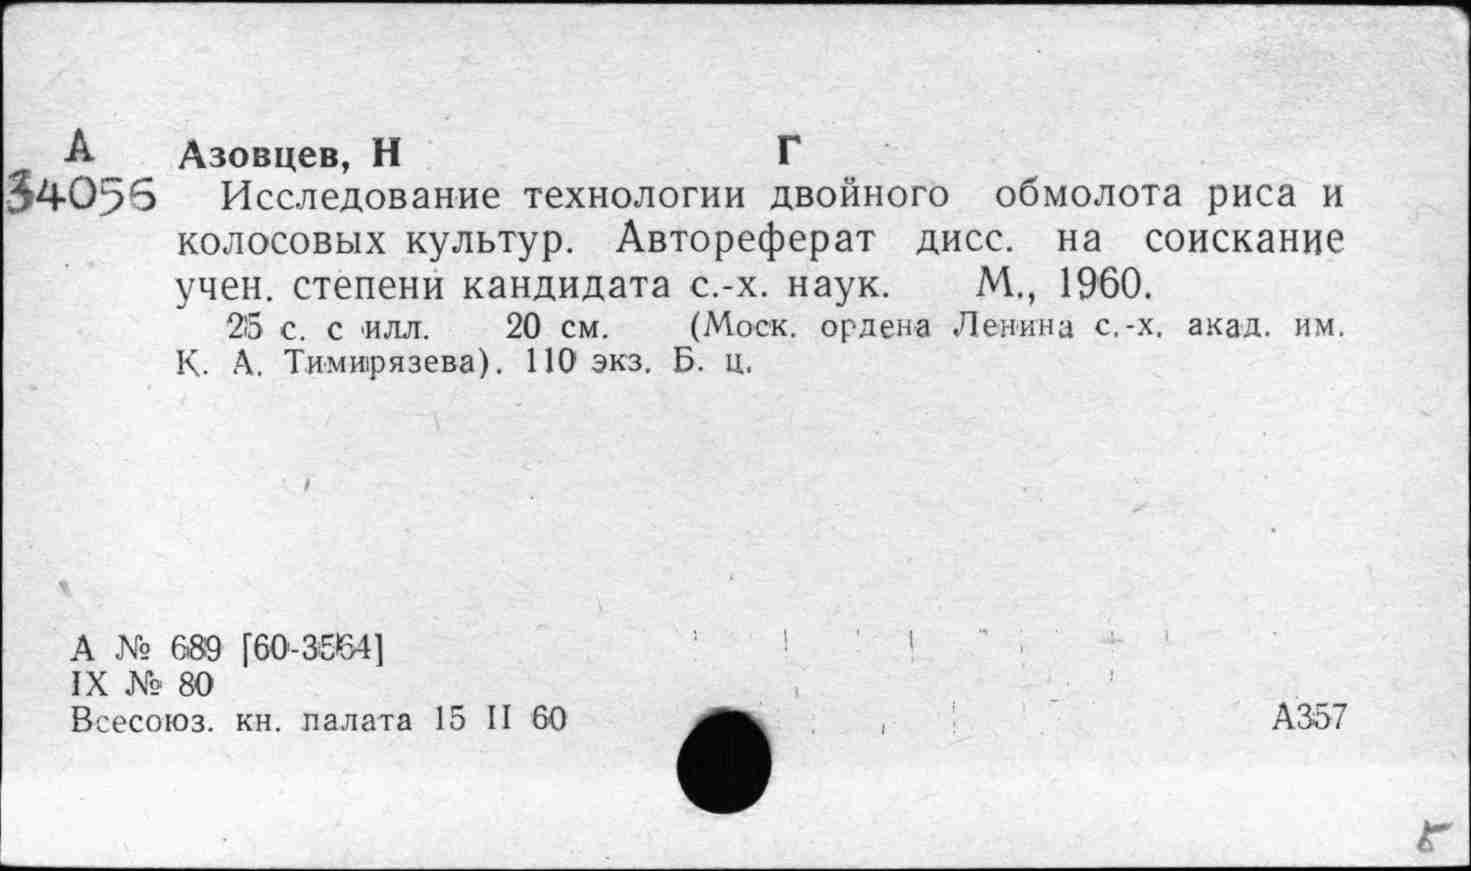 А Азовцев, Н Г
34056 Исследование технологии двойного обмолота риса и
колосовых культур. Автореферат дисс. на соискание
учен. степени кандидата с.-х. наук. М., 1960.
25 с. с илл. 20 см. (Моск. ордена Ленина с.-х. акад. им.
К. А. Тимирязева). 110 экз. Б. ц.
А № 689 [60-3564]
IX № 80
Всесоюз. кн. палата 15 II 60 А357